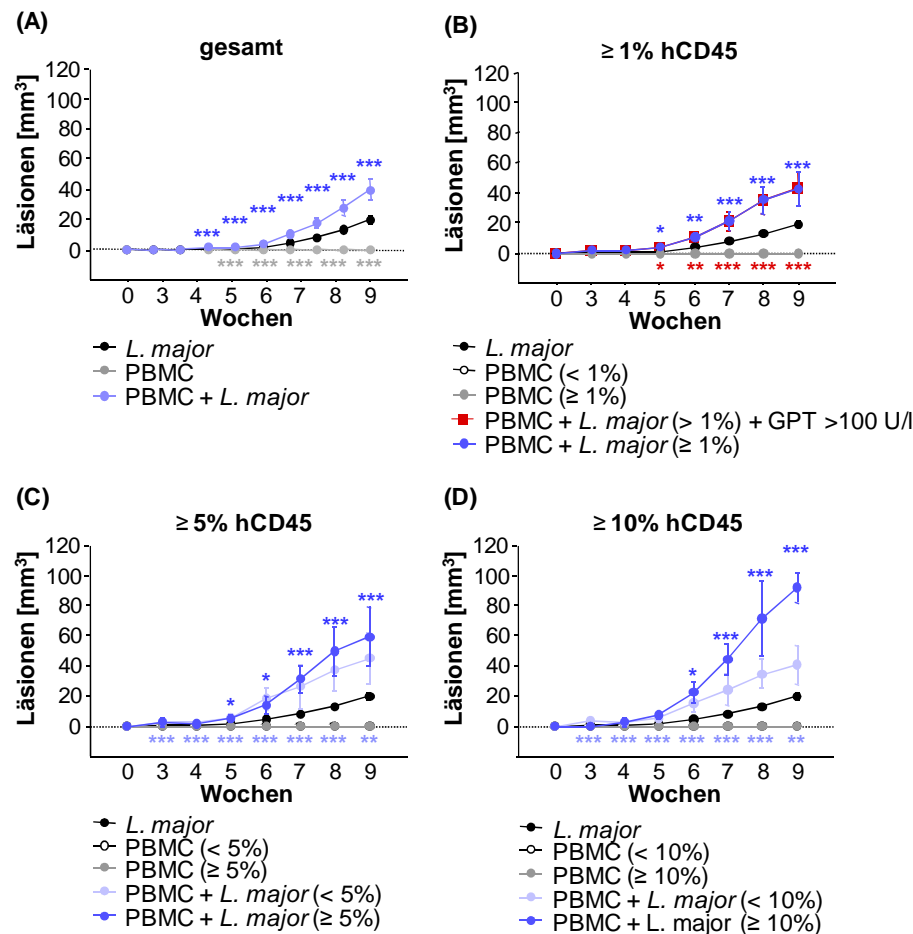 (A)
gesamt
Läsionen [mm³]
120
100
80
60
40
20
0
*** *** *** *** *** *** ***
*** *** *** *** ***
0 3 4 5 6 7 8 9
Wochen
L. major
PBMC
PBMC + L. major
(B)
≥ 1% hCD45
Läsionen [mm³]
120
100
80
60
40
20
0
* ** *** *** ***
* ** *** *** ***
0 3 4 5 6 7 8 9
Wochen
L. major
PBMC (< 1%)
PBMC (≥ 1%)
PBMC + L. major (> 1%) + GPT >100 U/l
PBMC + L. major (≥ 1%)
(C)
≥ 5% hCD45
Läsionen [mm³]
120
100
80
60
40
20
0
* * *** *** ***
*** *** *** *** *** *** **
0 3 4 5 6 7 8 9
Wochen
L. major
PBMC (< 5%)
PBMC (≥ 5%)
PBMC + L. major (< 5%)
PBMC + L. major (≥ 5%)
(D)
≥ 10% hCD45
Läsionen [mm³]
120
100
80
60
40
20
0
* *** *** ***
*** *** *** *** *** *** **
0 3 4 5 6 7 8 9
Wochen
L. major
PBMC (< 10%)
PBMC (≥ 10%)
PBMC + L. major (< 10%)
PBMC + L. major (≥ 10%)